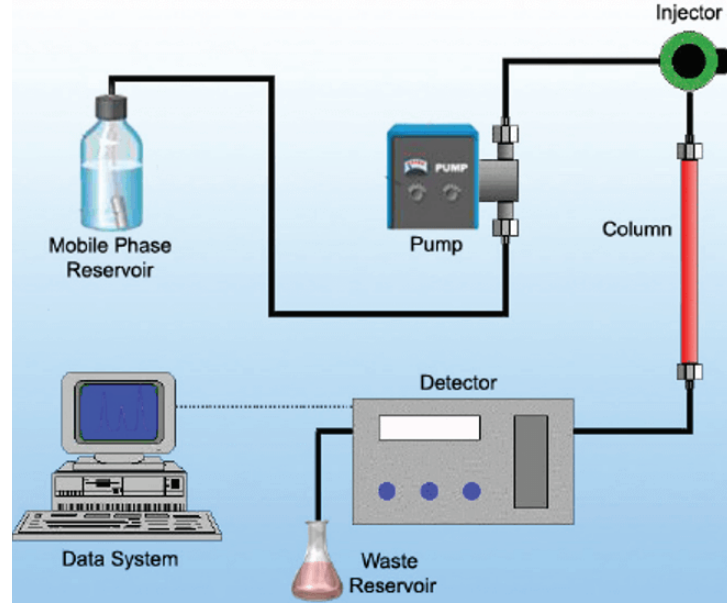 Injector
PUMP
Mobile Phase
Reservoir
Pump
Column
Detector
Data System
Waste
Reservoir